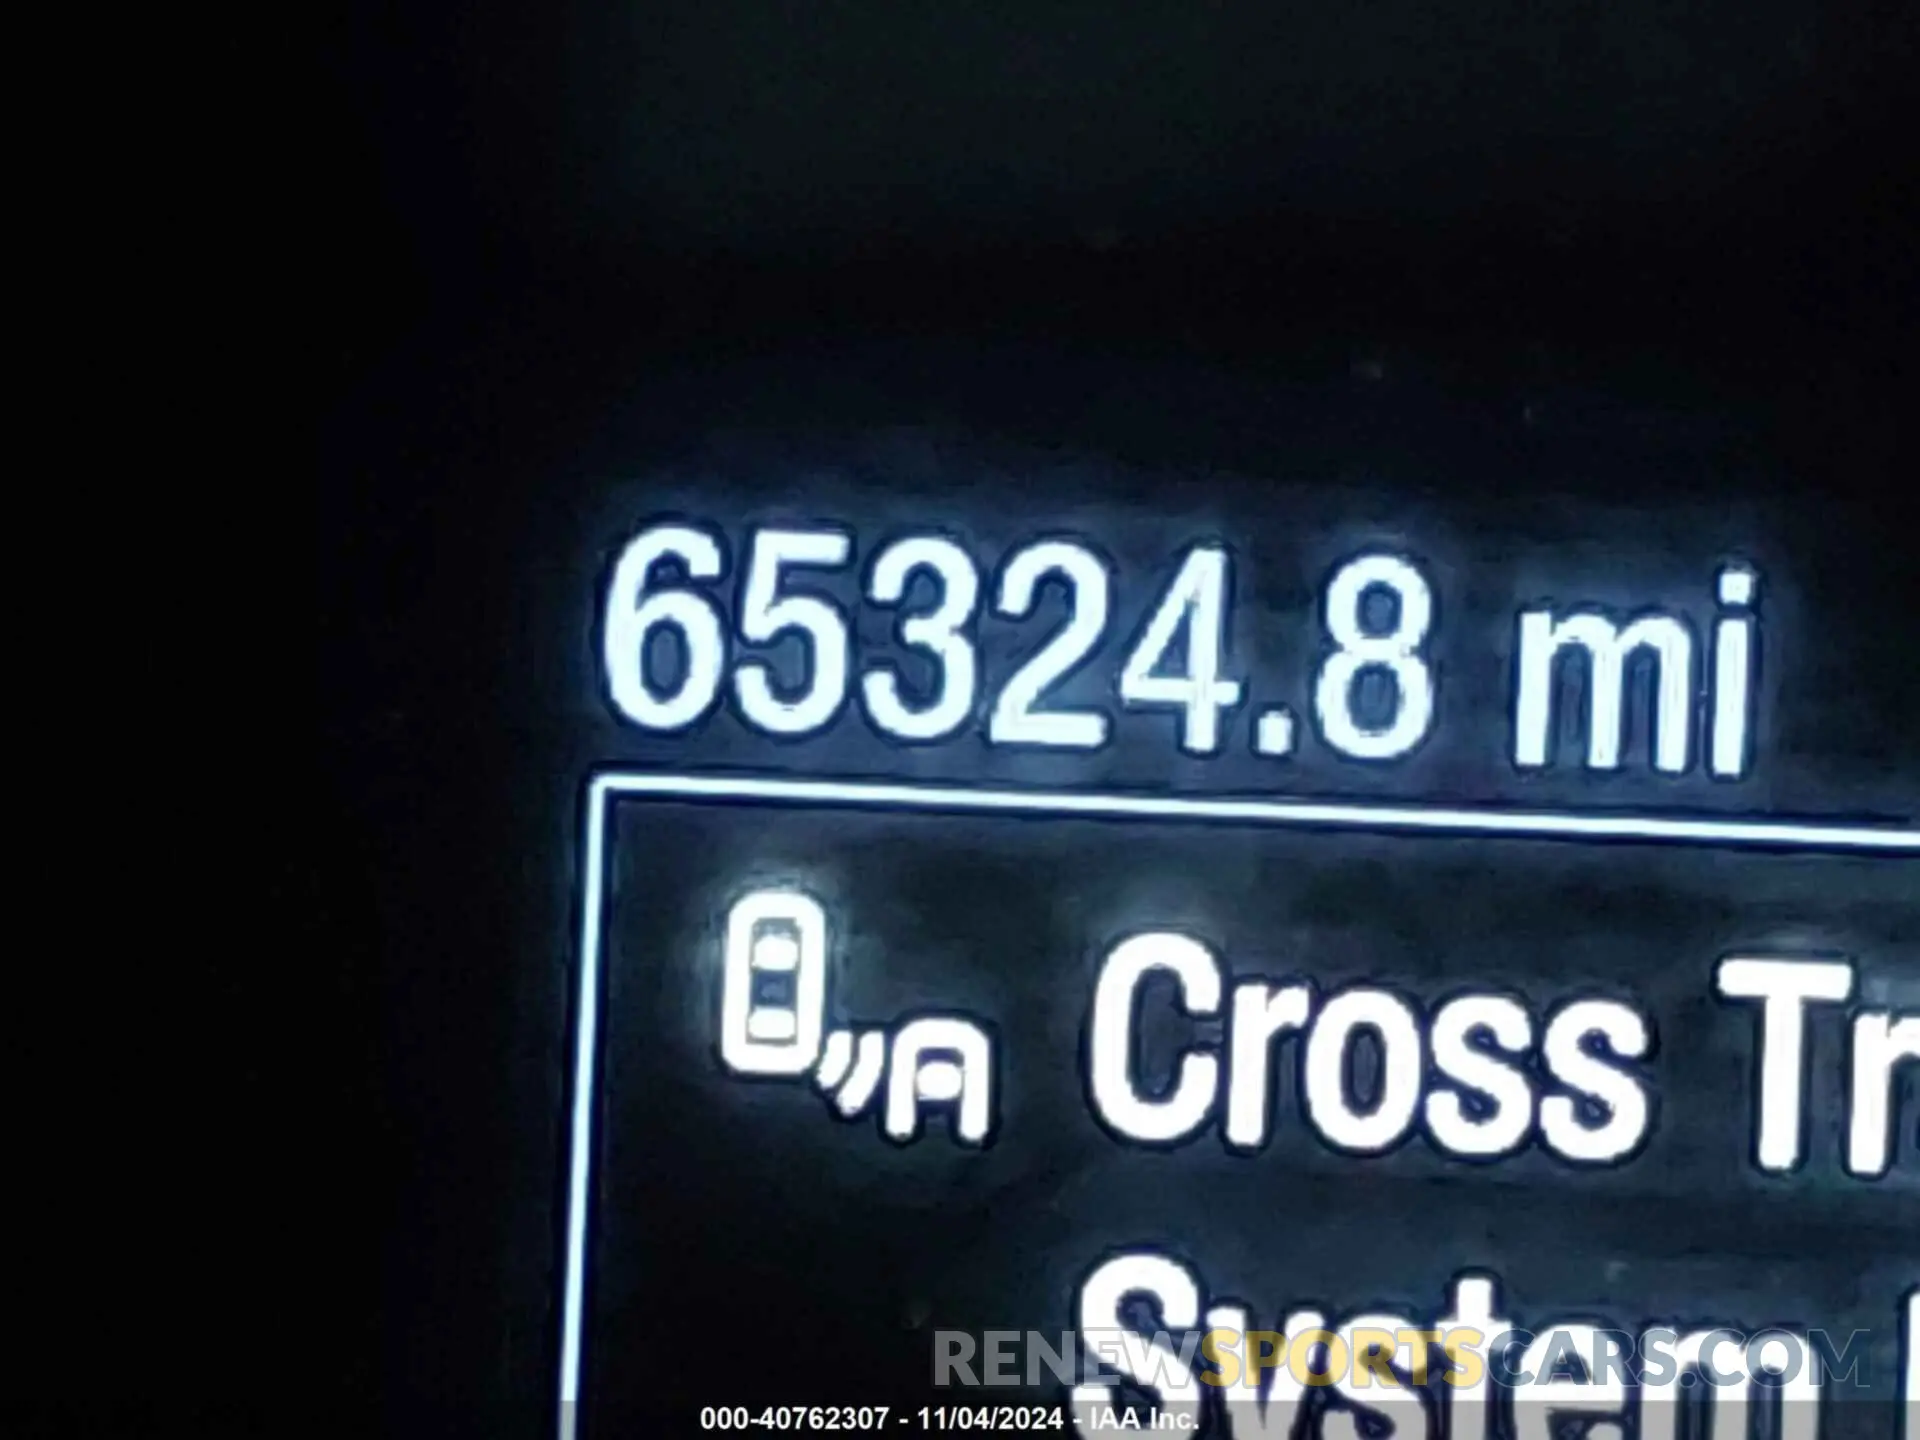 65324.8 mi
Cross Tr
System
RENEWSPORTSCARS.COM
000-40762307 - 11/04/2024 - IAA Inc.